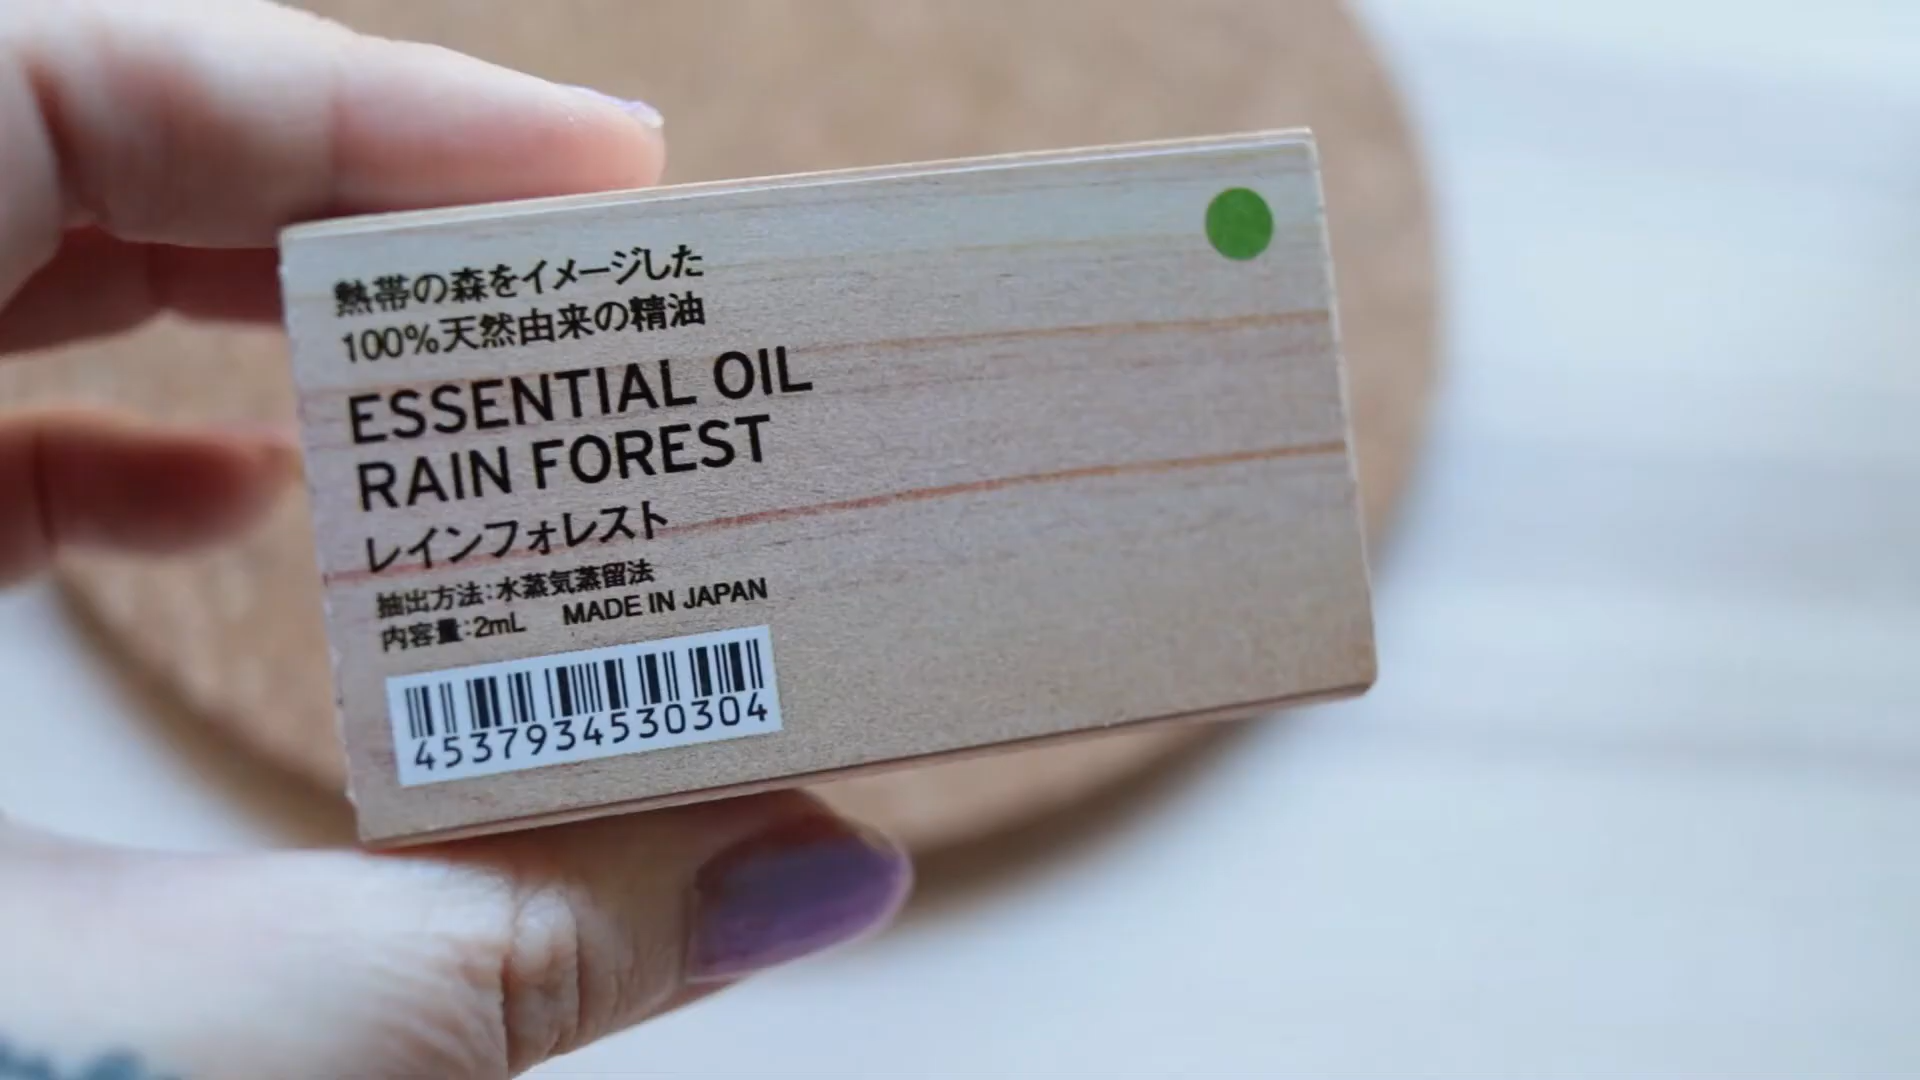 熱帯の森をイメージした
100%天然由来の精油
ESSENTIAL OIL
RAIN FOREST
レインフォレスト
抽出方法:水蒸気蒸留法
内容量:2mL MADE IN JAPAN
4537934530304